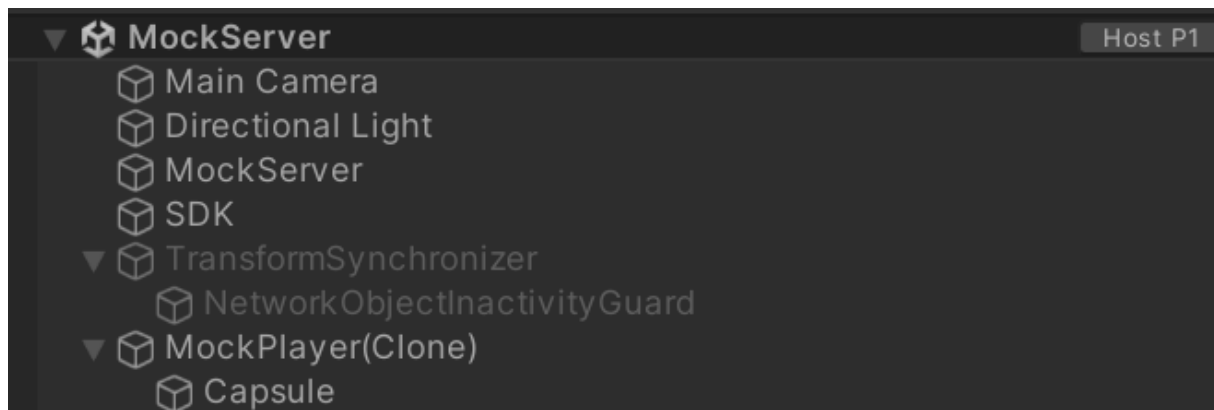 MockServer Host P1
Main Camera
Directional Light
MockServer
SDK
TransformSynchronizer
NetworkObjectInactivityGuard
MockPlayer(Clone)
Capsule